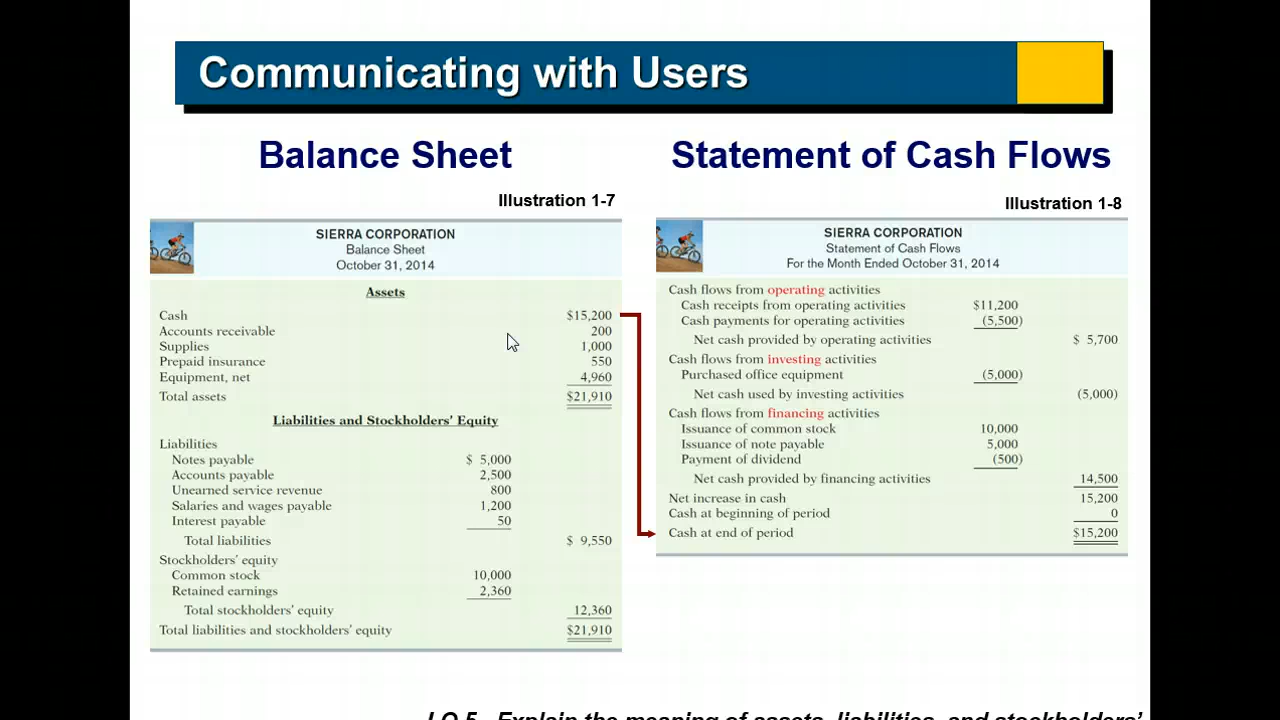 Communicating with Users
Balance Sheet
Illustration 1-7
SIERRA CORPORATION
Balance Sheet
October 31, 2014
Assets
Cash $15,200
Accounts receivable 200
Supplies 1,000
Prepaid insurance 550
Equipment, net 4,960
Total assets $21,910
Liabilities and Stockholders' Equity
Liabilities
Notes payable $ 5,000
Accounts payable 2,500
Unearned service revenue 800
Salaries and wages payable 1,200
Interest payable 50
Total liabilities $ 9,550
Stockholders' equity
Common stock 10,000
Retained earnings 2,360
Total stockholders' equity 12,360
Total liabilities and stockholders' equity $21,910
Statement of Cash Flows
Illustration 1-8
SIERRA CORPORATION
Statement of Cash Flows
For the Month Ended October 31, 2014
Cash flows from operating activities
Cash receipts from operating activities $11,200
Cash payments for operating activities (5,500)
Net cash provided by operating activities $ 5,700
Cash flows from investing activities
Purchased office equipment (5,000)
Net cash used by investing activities (5,000)
Cash flows from financing activities
Issuance of common stock 10,000
Issuance of note payable 5,000
Payment of dividend (500)
Net cash provided by financing activities 14,500
Net increase in cash 15,200
Cash at beginning of period 0
Cash at end of period $15,200
LO 5 Explain the meaning of assets, liabilities, and stockholders'